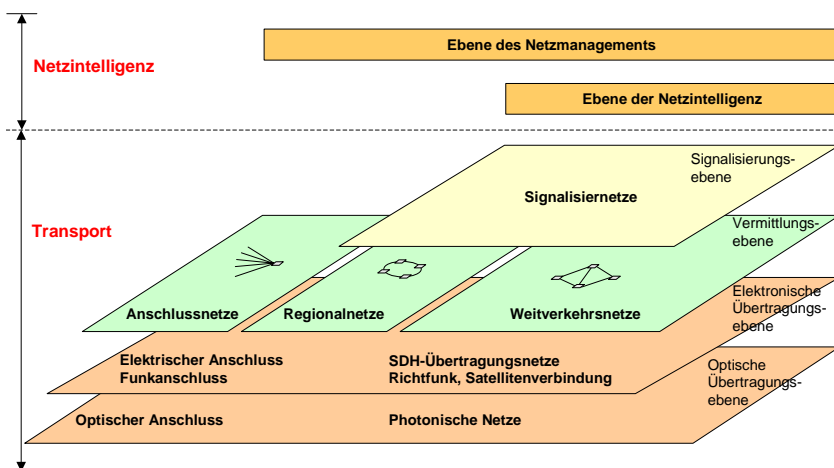 Ebene des Netzmanagements
Netzintelligenz
Ebene der Netzintelligenz
Signalisierungs-
ebene
Signalisiernetze
Transport
Vermittlungs-
ebene
Anschlussnetze
Regionalnetze
Weitverkehrsnetze
Elektronische
Übertragungs-
ebene
Elektrischer Anschluss
Funkanschluss
SDH-Übertragungsnetze
Richtfunk, Satellitenverbindung
Optische
Übertragungs-
ebene
Optischer Anschluss
Photonische Netze